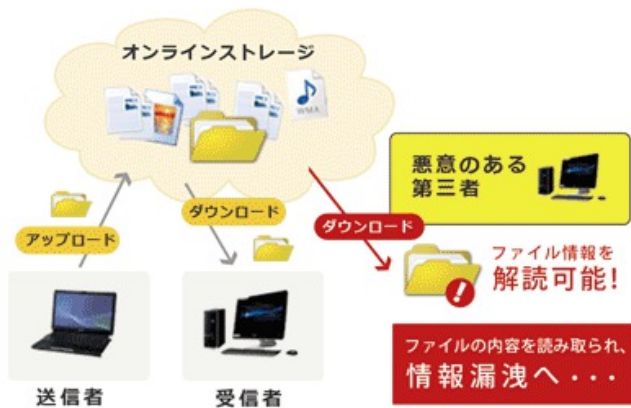 オンラインストレージ
WMA
悪意のある
第三者
ダウンロード
ダウンロード
アップロード
ファイル情報を
解読可能!
!
ファイルの内容を読み取られ、
情報漏洩へ・・・
送信者
受信者